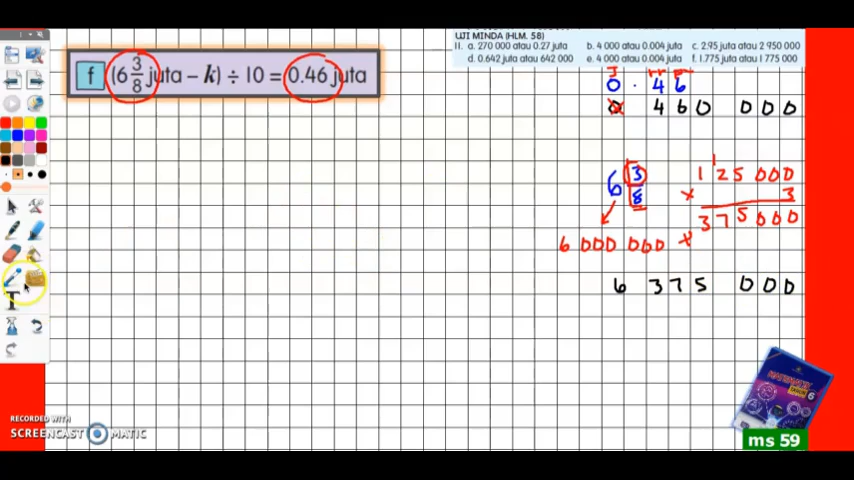 UJI MINDA (HLM. 58)
11. a. 270 000 atau 0.27 juta b. 4 000 atau 0.004 juta c. 2.95 juta atau 2 950 000
d. 0.642 juta atau 642 000 e. 4 000 atau 0.004 juta f. 1.775 juta atau 1 775 000
f (6 3/8 juta – k) ÷ 10 = 0.46 juta
0 . 4 6
0 4 6 0 0 0 0
6 3/8
1
1 2 5 0 0 0
× 3
3 7 5 0 0 0
6 000 000 +
6 3 7 5 0 0 0
T
MATEMATIK
6
RECORDED WITH
SCREENCAST MATIC
ms 59